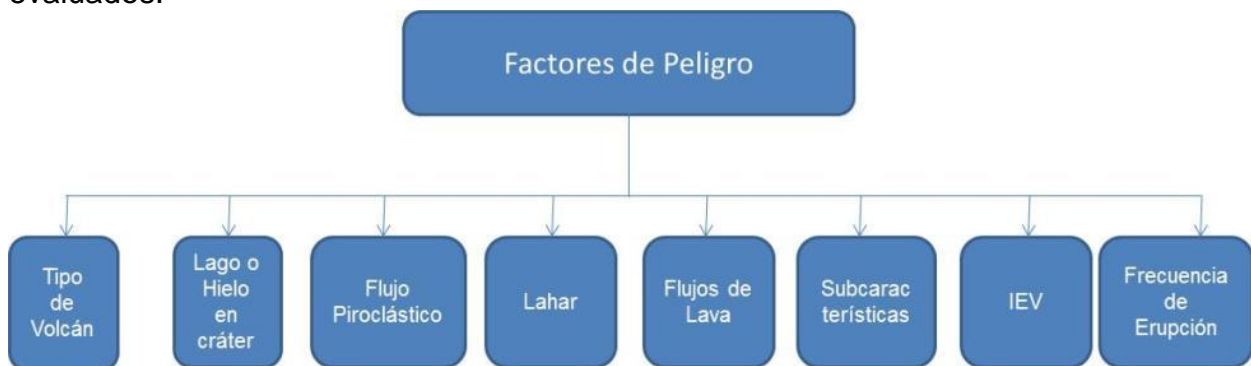 evaluados.
Factores de Peligro
Tipo
de
Volcán
Lago o
Hielo
en
cráter
Flujo
Piroclástico
Lahar
Flujos de
Lava
Subcarac
terísticas
IEV
Frecuencia
de
Erupción